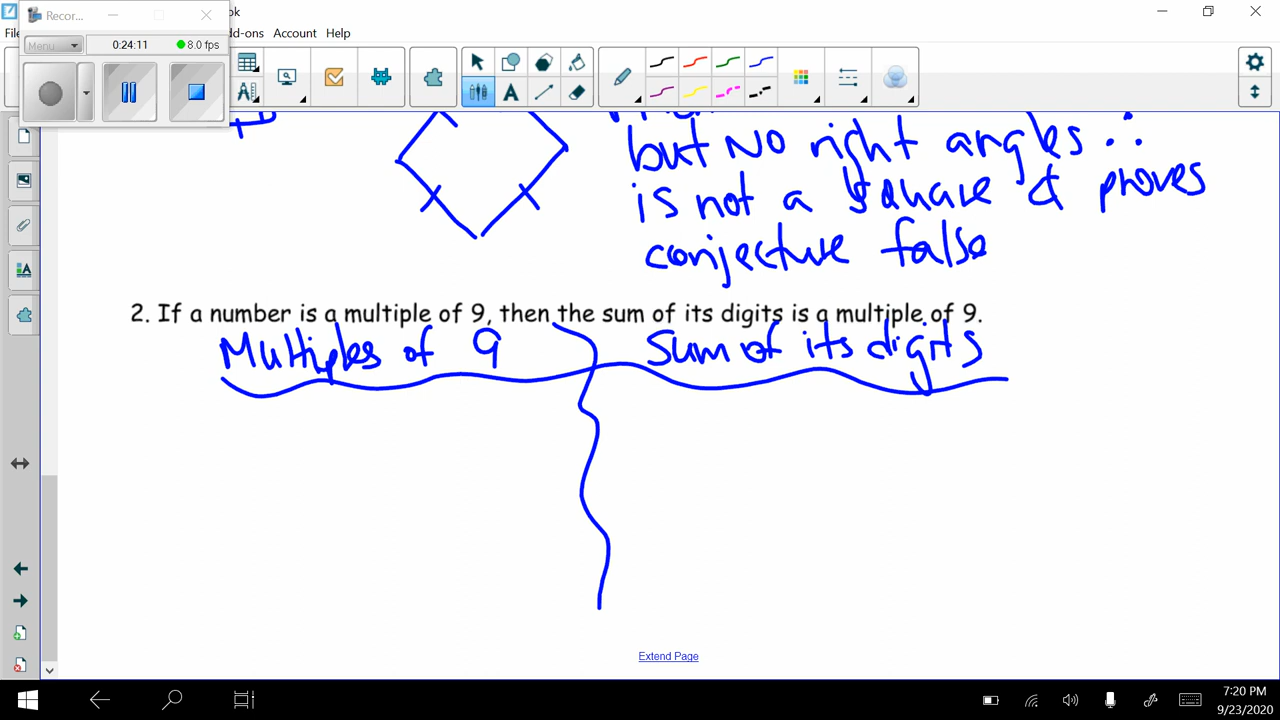 Recor...
ok
Menu
0:24:11
8.0 fps
File
dd-ons Account Help
but NO right angles ∴
is not a square & proves
conjecture false
2. If a number is a multiple of 9, then the sum of its digits is a multiple of 9.
Multiples of 9
Sum of its digits
Extend Page
7:20 PM
9/23/2020